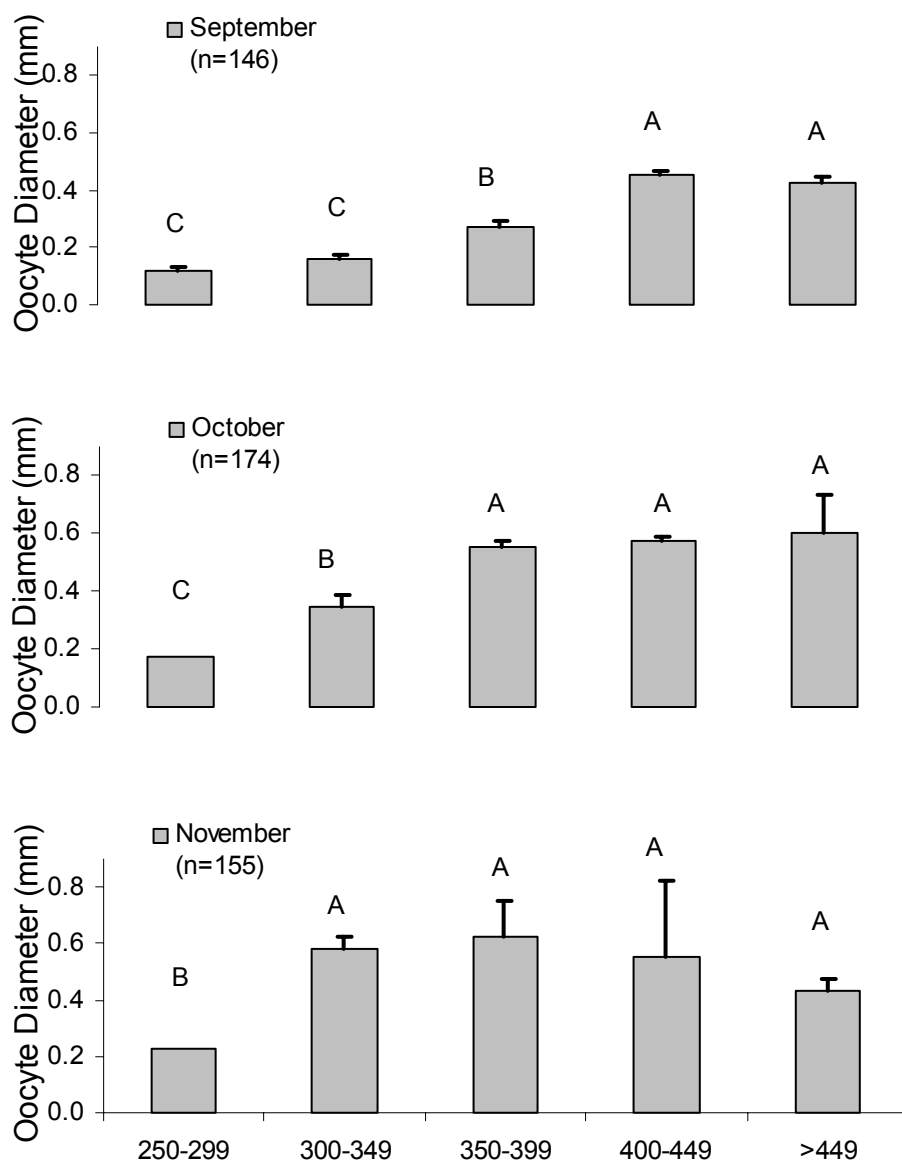 September
(n=146)
Oocyte Diameter (mm)
0.8
0.6
0.4
0.2
0.0
C
C
B
A
A
October
(n=174)
Oocyte Diameter (mm)
0.8
0.6
0.4
0.2
0.0
C
B
A
A
A
November
(n=155)
Oocyte Diameter (mm)
0.8
0.6
0.4
0.2
0.0
B
A
A
A
A
250-299 300-349 350-399 400-449 >449